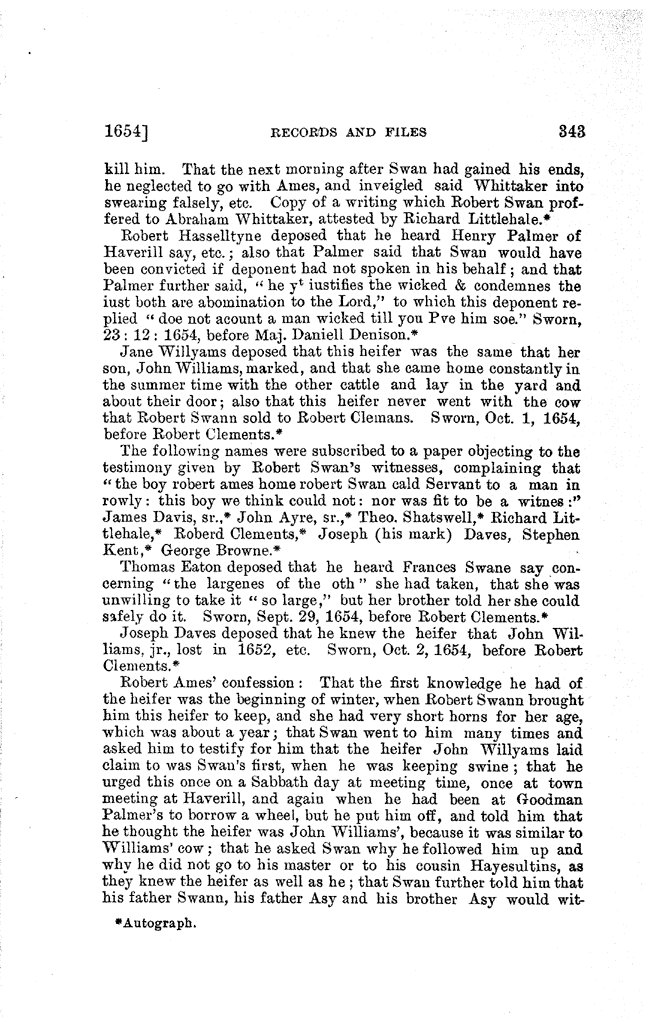 1654] RECORDS AND FILES 343
kill him. That the next morning after Swan had gained his ends,
he neglected to go with Ames, and inveigled said Whittaker into
swearing falsely, etc. Copy of a writing which Robert Swan prof-
fered to Abraham Whittaker, attested by Richard Littlehale.*
Robert Hasselltyne deposed that he heard Henry Palmer of
Haverill say, etc.; also that Palmer said that Swan would have
been convicted if deponent had not spoken in his behalf; and that
Palmer further said, "he yᵗ iustifies the wicked & condemnes the
iust both are abomination to the Lord," to which this deponent re-
plied "doe not acount a man wicked till you Pve him soe." Sworn,
23: 12: 1654, before Maj. Daniell Denison.*
Jane Willyams deposed that this heifer was the same that her
son, John Williams, marked, and that she came home constantly in
the summer time with the other cattle and lay in the yard and
about their door; also that this heifer never went with the cow
that Robert Swann sold to Robert Clemans. Sworn, Oct. 1, 1654,
before Robert Clements.*
The following names were subscribed to a paper objecting to the
testimony given by Robert Swan's witnesses, complaining that
"the boy robert ames home robert Swan cald Servant to a man in
rowly: this boy we think could not: nor was fit to be a witnes:"
James Davis, sr.,* John Ayre, sr.,* Theo. Shatswell,* Richard Lit-
tlehale,* Roberd Clements,* Joseph (his mark) Daves, Stephen
Kent,* George Browne.*
Thomas Eaton deposed that he heard Frances Swane say con-
cerning "the largenes of the oth" she had taken, that she was
unwilling to take it "so large," but her brother told her she could
safely do it. Sworn, Sept. 29, 1654, before Robert Clements.*
Joseph Daves deposed that he knew the heifer that John Wil-
liams, jr., lost in 1652, etc. Sworn, Oct. 2, 1654, before Robert
Clements.*
Robert Ames' confession: That the first knowledge he had of
the heifer was the beginning of winter, when Robert Swann brought
him this heifer to keep, and she had very short horns for her age,
which was about a year; that Swan went to him many times and
asked him to testify for him that the heifer John Willyams laid
claim to was Swan's first, when he was keeping swine; that he
urged this once on a Sabbath day at meeting time, once at town
meeting at Haverill, and again when he had been at Goodman
Palmer's to borrow a wheel, but he put him off, and told him that
he thought the heifer was John Williams', because it was similar to
Williams' cow; that he asked Swan why he followed him up and
why he did not go to his master or to his cousin Hayesultins, as
they knew the heifer as well as he; that Swan further told him that
his father Swann, his father Asy and his brother Asy would wit-
*Autograph.